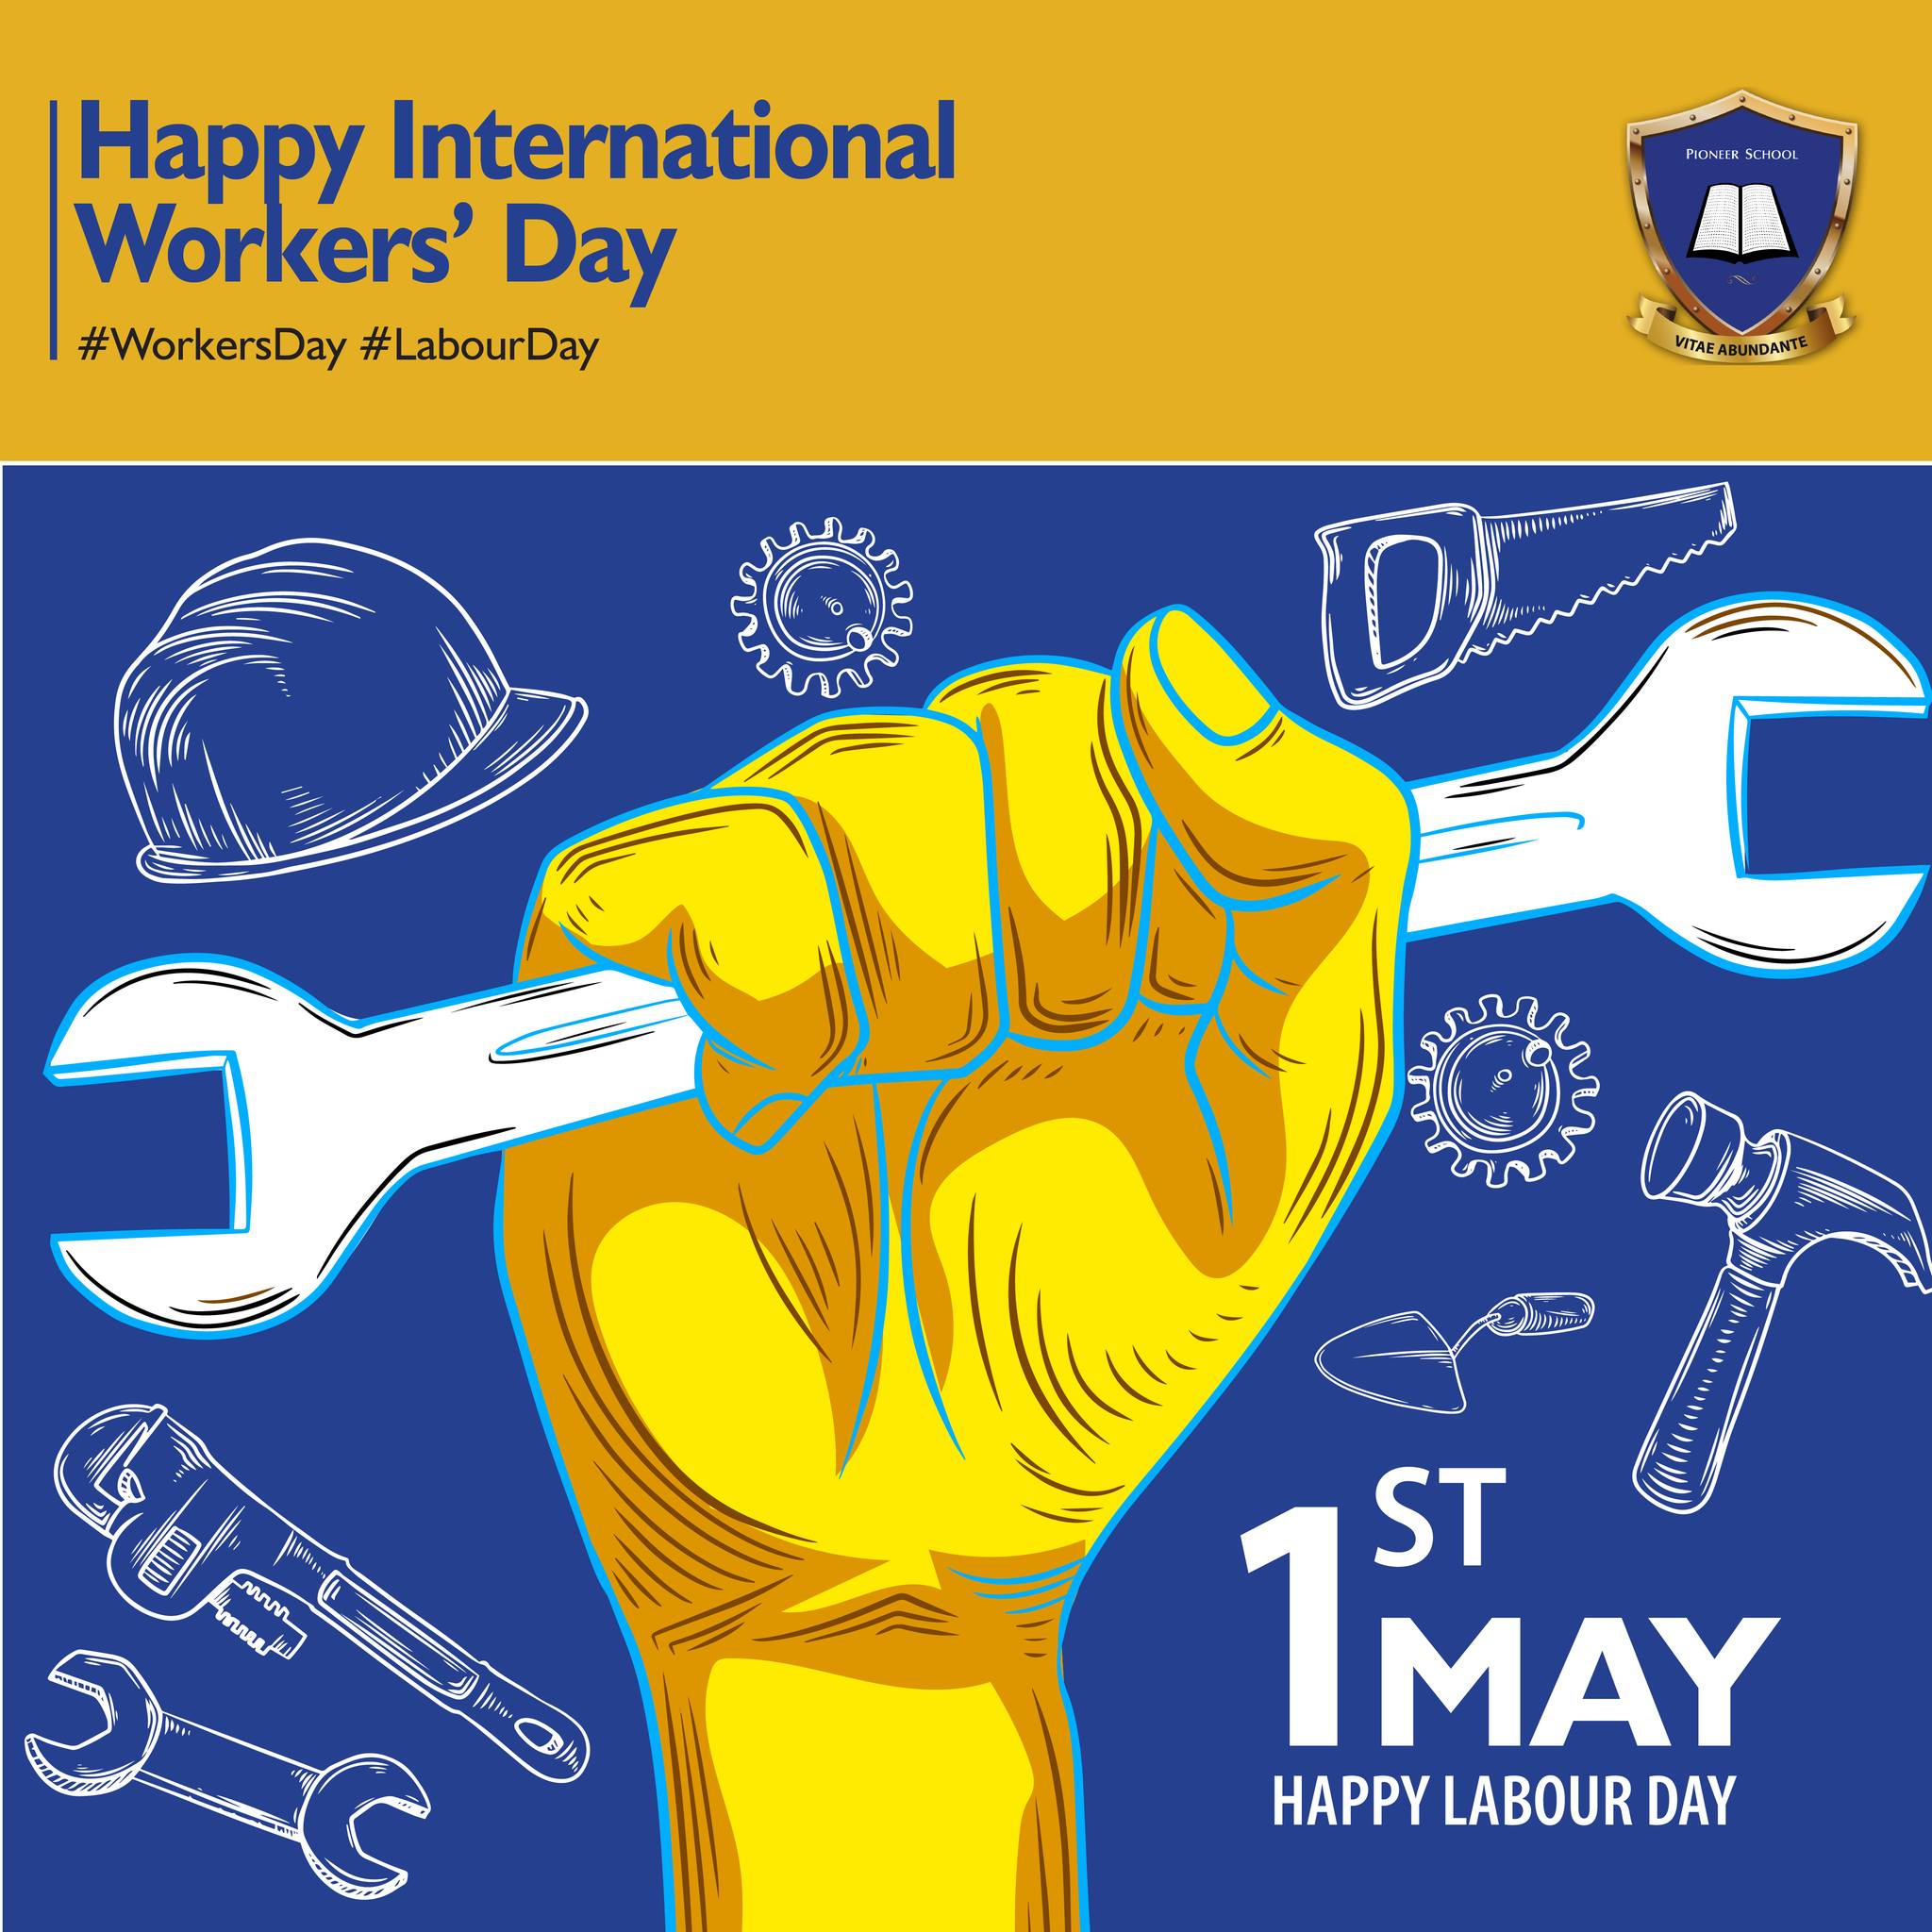 Happy International
Workers’ Day
#WorkersDay #LabourDay
PIONEER SCHOOL
VITAE ABUNDANTE
1ST
MAY
HAPPY LABOUR DAY